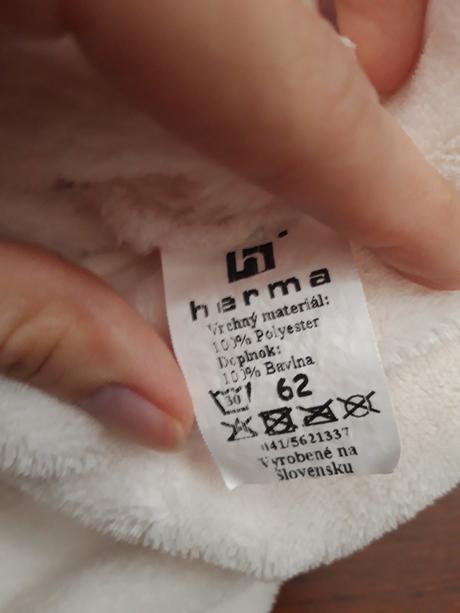 h
harma
Vrchný materiál:
100% Polyester
Doplnok:
100% Bavlna
30 62
041/5621337
Vyrobené na
Slovensku